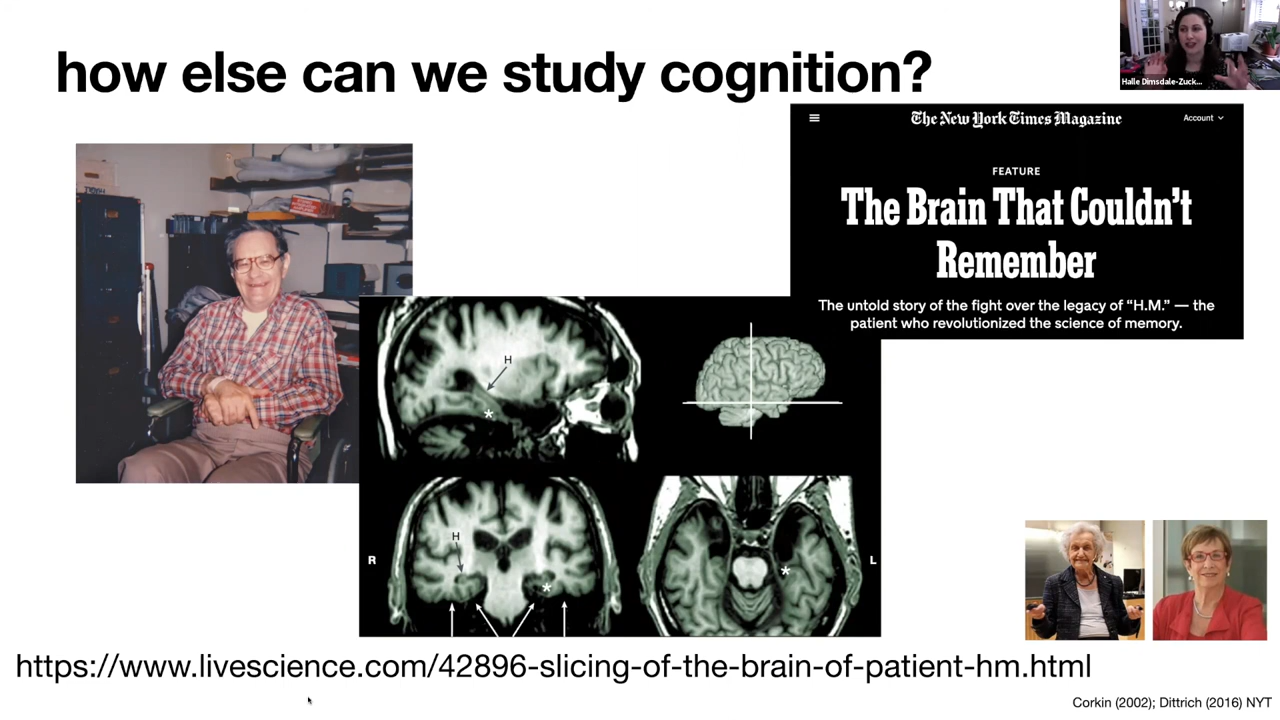 how else can we study cognition?
Halle Dimsdale-Zuck...
The New York Times Magazine
Account
FEATURE
The Brain That Couldn't
Remember
The untold story of the fight over the legacy of “H.M.” — the
patient who revolutionized the science of memory.
H
*
H
R
*
*
L
https://www.livescience.com/42896-slicing-of-the-brain-of-patient-hm.html
Corkin (2002); Dittrich (2016) NYT